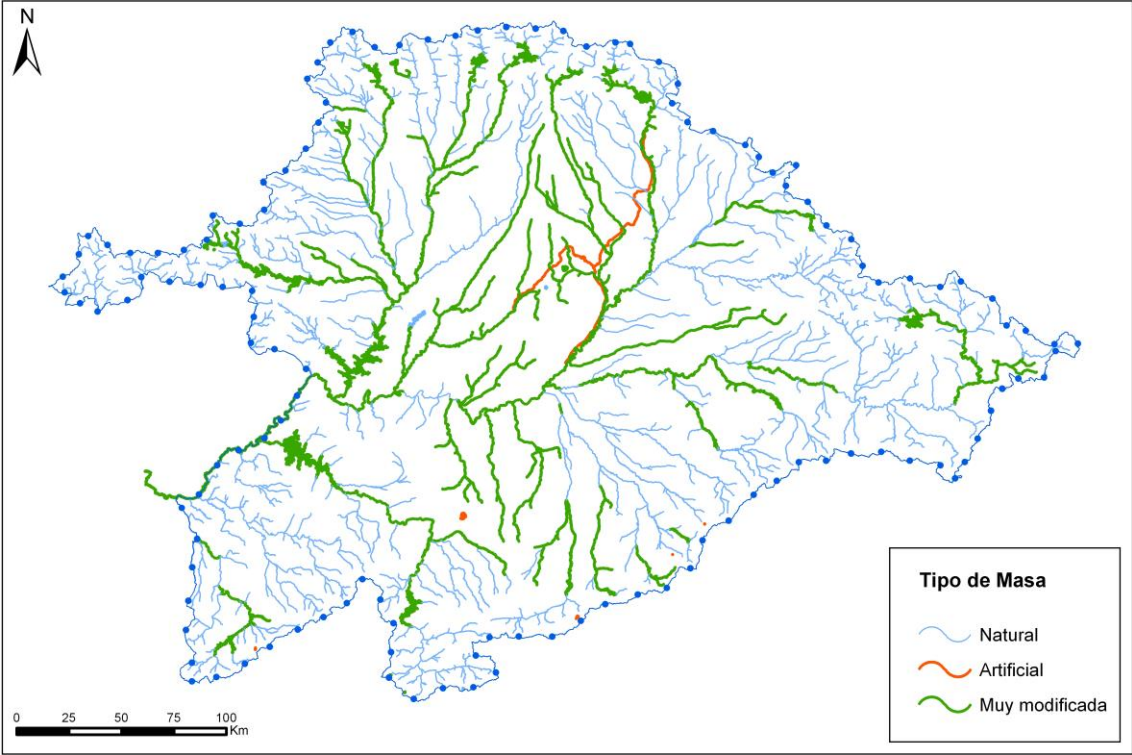 N
Tipo de Masa
Natural
Artificial
Muy modificada
0 25 50 75 100
Km